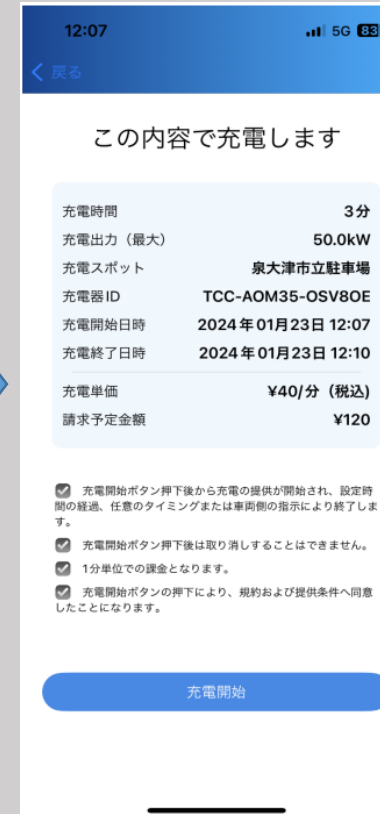 12:07 5G 83
戻る
この内容で充電します
充電時間 3分
充電出力（最大） 50.0kW
充電スポット 泉大津市立駐車場
充電器ID TCC-AOM35-OSV8OE
充電開始日時 2024年01月23日 12:07
充電終了日時 2024年01月23日 12:10
充電単価 ¥40/分（税込）
請求予定金額 ¥120
充電開始ボタン押下後から充電の提供が開始され、設定時
間の経過、任意のタイミングまたは車両側の指示により終了しま
す。
充電開始ボタン押下後は取り消しすることはできません。
1分単位での課金となります。
充電開始ボタンの押下により、規約および提供条件へ同意
したことになります。
充電開始